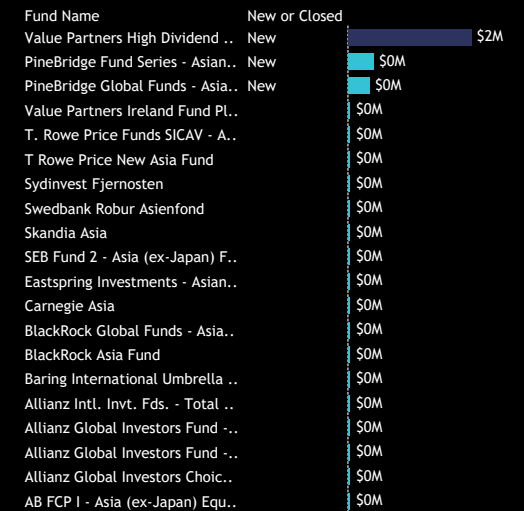 Fund Name New or Closed
Value Partners High Dividend .. New $2M
PineBridge Fund Series - Asian.. New $0M
PineBridge Global Funds - Asia.. New $0M
Value Partners Ireland Fund Pl.. $0M
T. Rowe Price Funds SICAV - A.. $0M
T Rowe Price New Asia Fund $0M
Sydinvest Fjernosten $0M
Swedbank Robur Asienfond $0M
Skandia Asia $0M
SEB Fund 2 - Asia (ex-Japan) F.. $0M
Eastspring Investments - Asian.. $0M
Carnegie Asia $0M
BlackRock Global Funds - Asia.. $0M
BlackRock Asia Fund $0M
Baring International Umbrella .. $0M
Allianz Intl. Invt. Fds. - Total .. $0M
Allianz Global Investors Fund -.. $0M
Allianz Global Investors Fund -.. $0M
Allianz Global Investors Choic.. $0M
AB FCP I - Asia (ex-Japan) Equ.. $0M